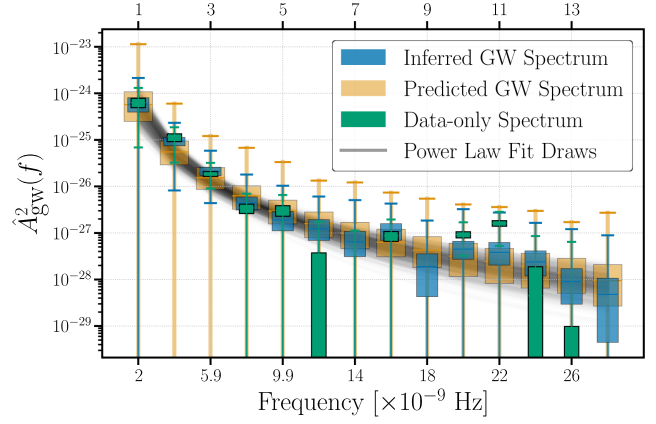 1 3 5 7 9 11 13
10⁻²³
10⁻²⁴
10⁻²⁵
10⁻²⁶
10⁻²⁷
10⁻²⁸
10⁻²⁹
Â²GW(f)
Inferred GW Spectrum
Predicted GW Spectrum
Data-only Spectrum
Power Law Fit Draws
2 5.9 9.9 14 18 22 26
Frequency [×10⁻⁹ Hz]